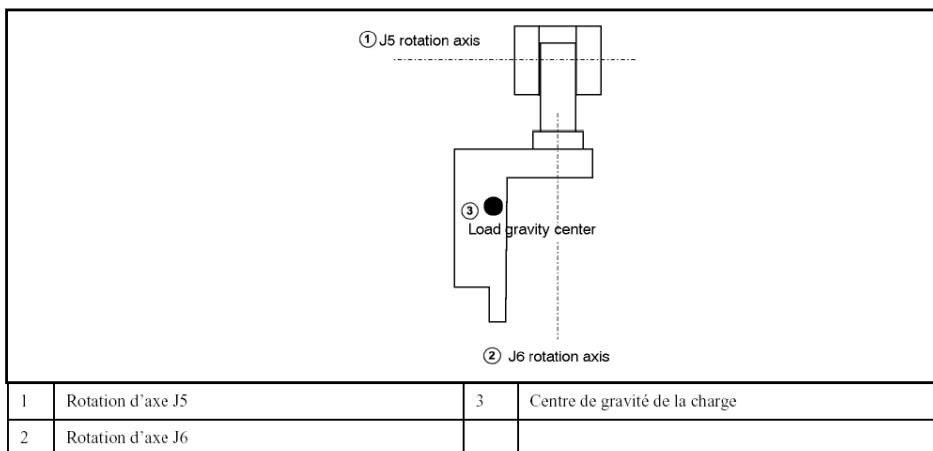 ① J5 rotation axis
③
Load gravity center
② J6 rotation axis
1 Rotation d'axe J5 3 Centre de gravité de la charge
2 Rotation d'axe J6